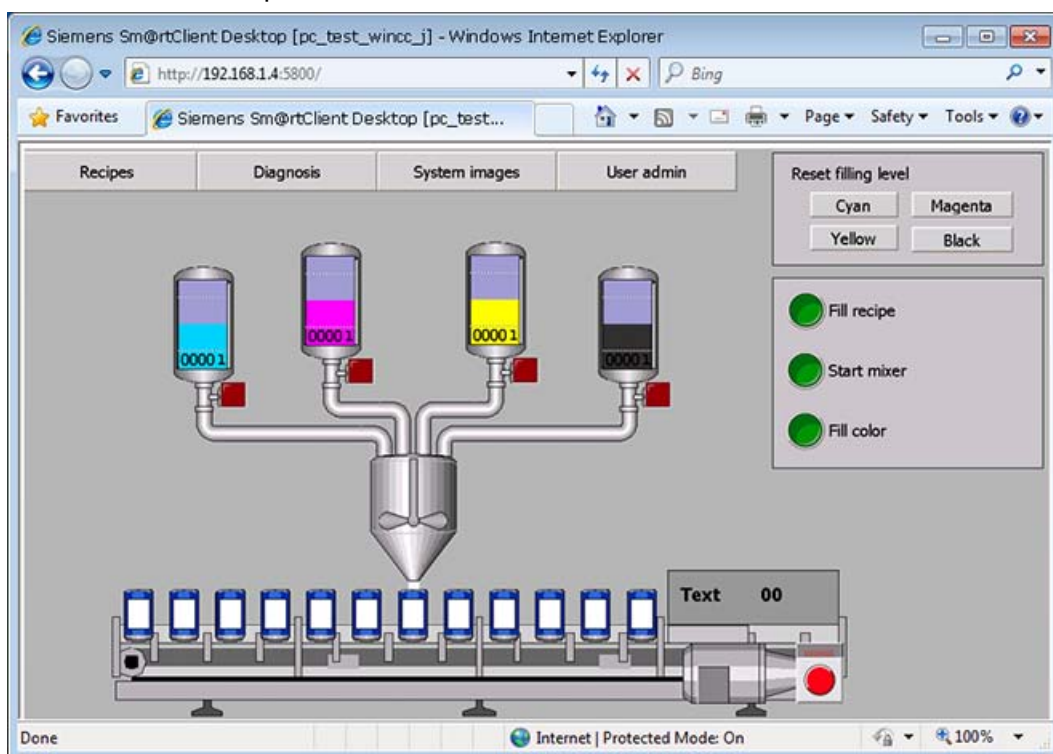 Siemens Sm@rtClient Desktop [pc_test_wincc_j] - Windows Internet Explorer
http://192.168.1.4:5800/
Bing
Favorites
Siemens Sm@rtClient Desktop [pc_test...
Page
Safety
Tools
Recipes
Diagnosis
System images
User admin
Reset filling level
Cyan
Magenta
Yellow
Black
Fill recipe
Start mixer
Fill color
00001
00001
00001
00001
Text 00
Done
Internet | Protected Mode: On
100%